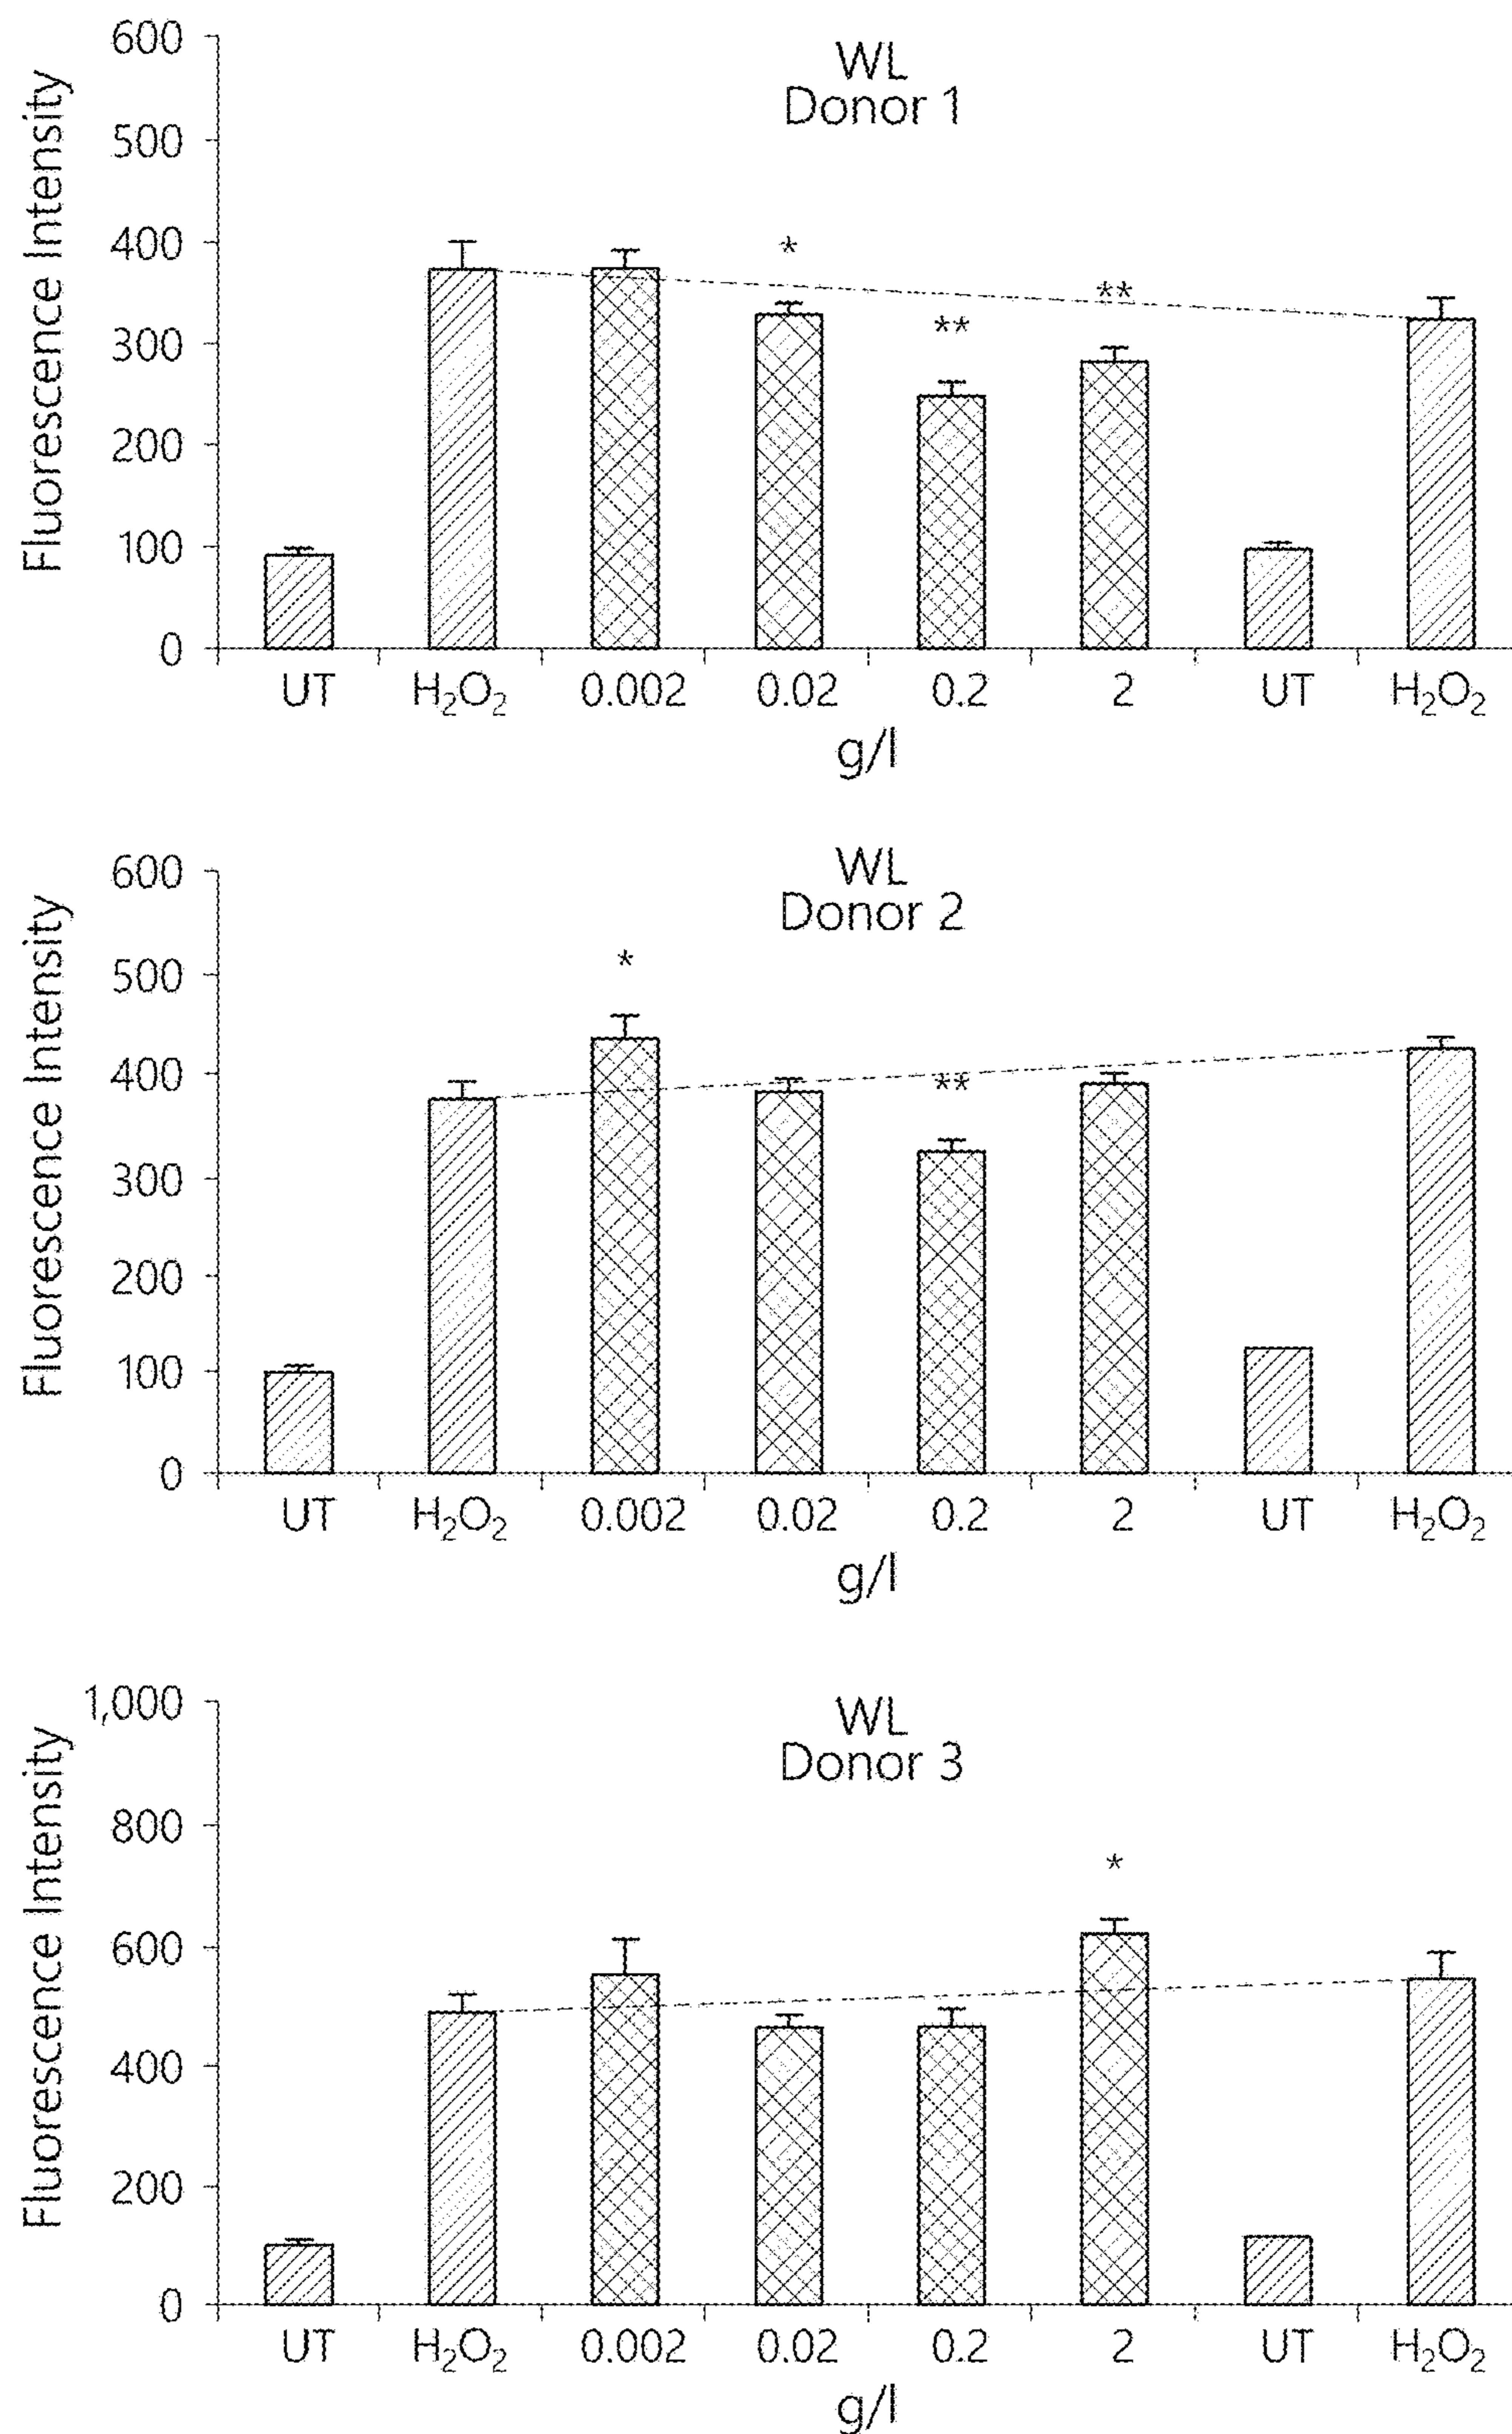 WL
Donor 1
Fluorescence Intensity
600
500
400
300
200
100
0
*
**
**
UT H₂O₂ 0.002 0.02 0.2 2 UT H₂O₂
g/l
WL
Donor 2
Fluorescence Intensity
600
500
400
300
200
100
0
*
**
UT H₂O₂ 0.002 0.02 0.2 2 UT H₂O₂
g/l
WL
Donor 3
Fluorescence Intensity
1,000
800
600
400
200
0
*
UT H₂O₂ 0.002 0.02 0.2 2 UT H₂O₂
g/l